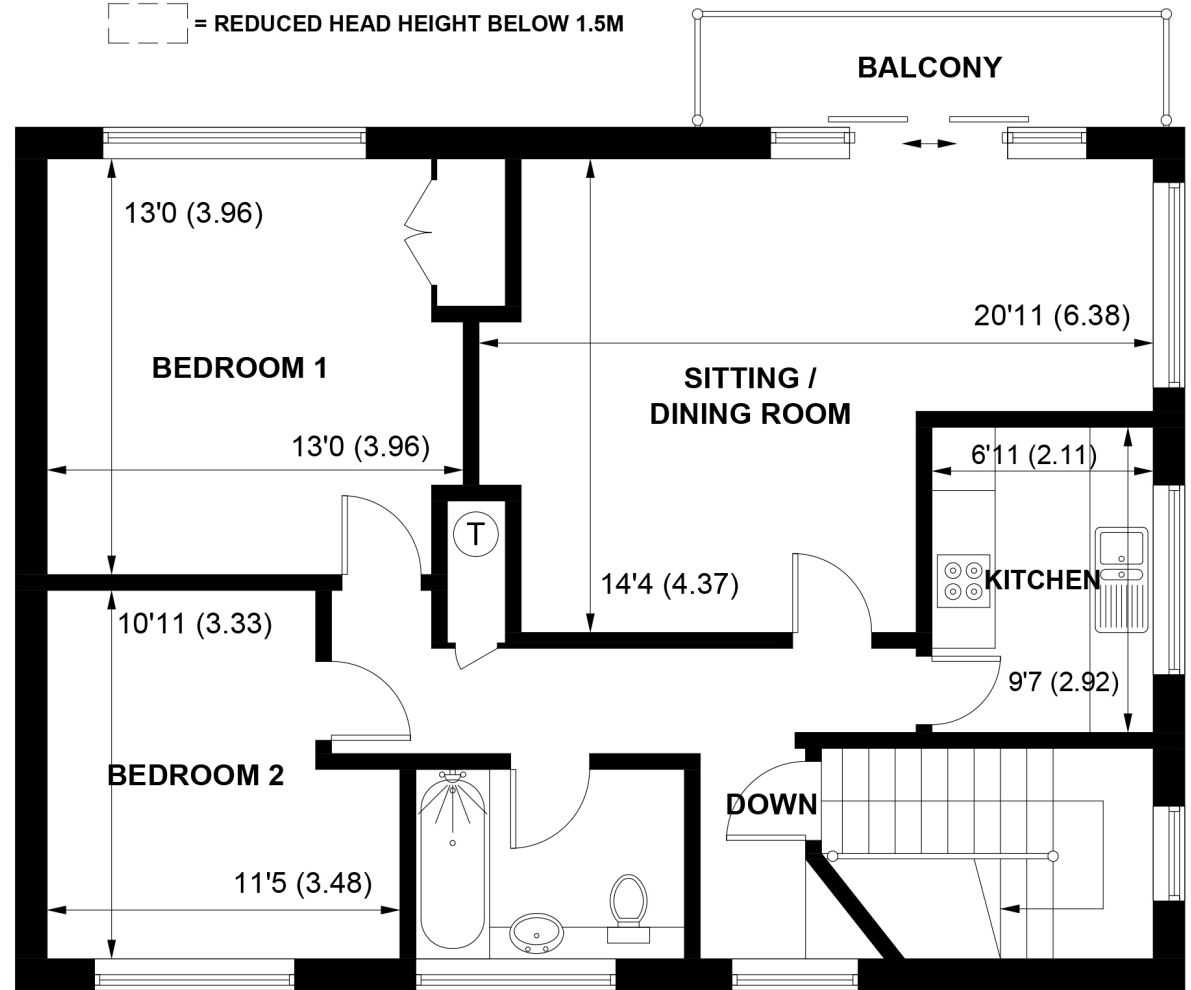 = REDUCED HEAD HEIGHT BELOW 1.5M
BALCONY
13'0 (3.96)
20'11 (6.38)
BEDROOM 1
SITTING /
DINING ROOM
13'0 (3.96)
6'11 (2.11)
T
14'4 (4.37)
KITCHEN
10'11 (3.33)
9'7 (2.92)
BEDROOM 2
DOWN
11'5 (3.48)